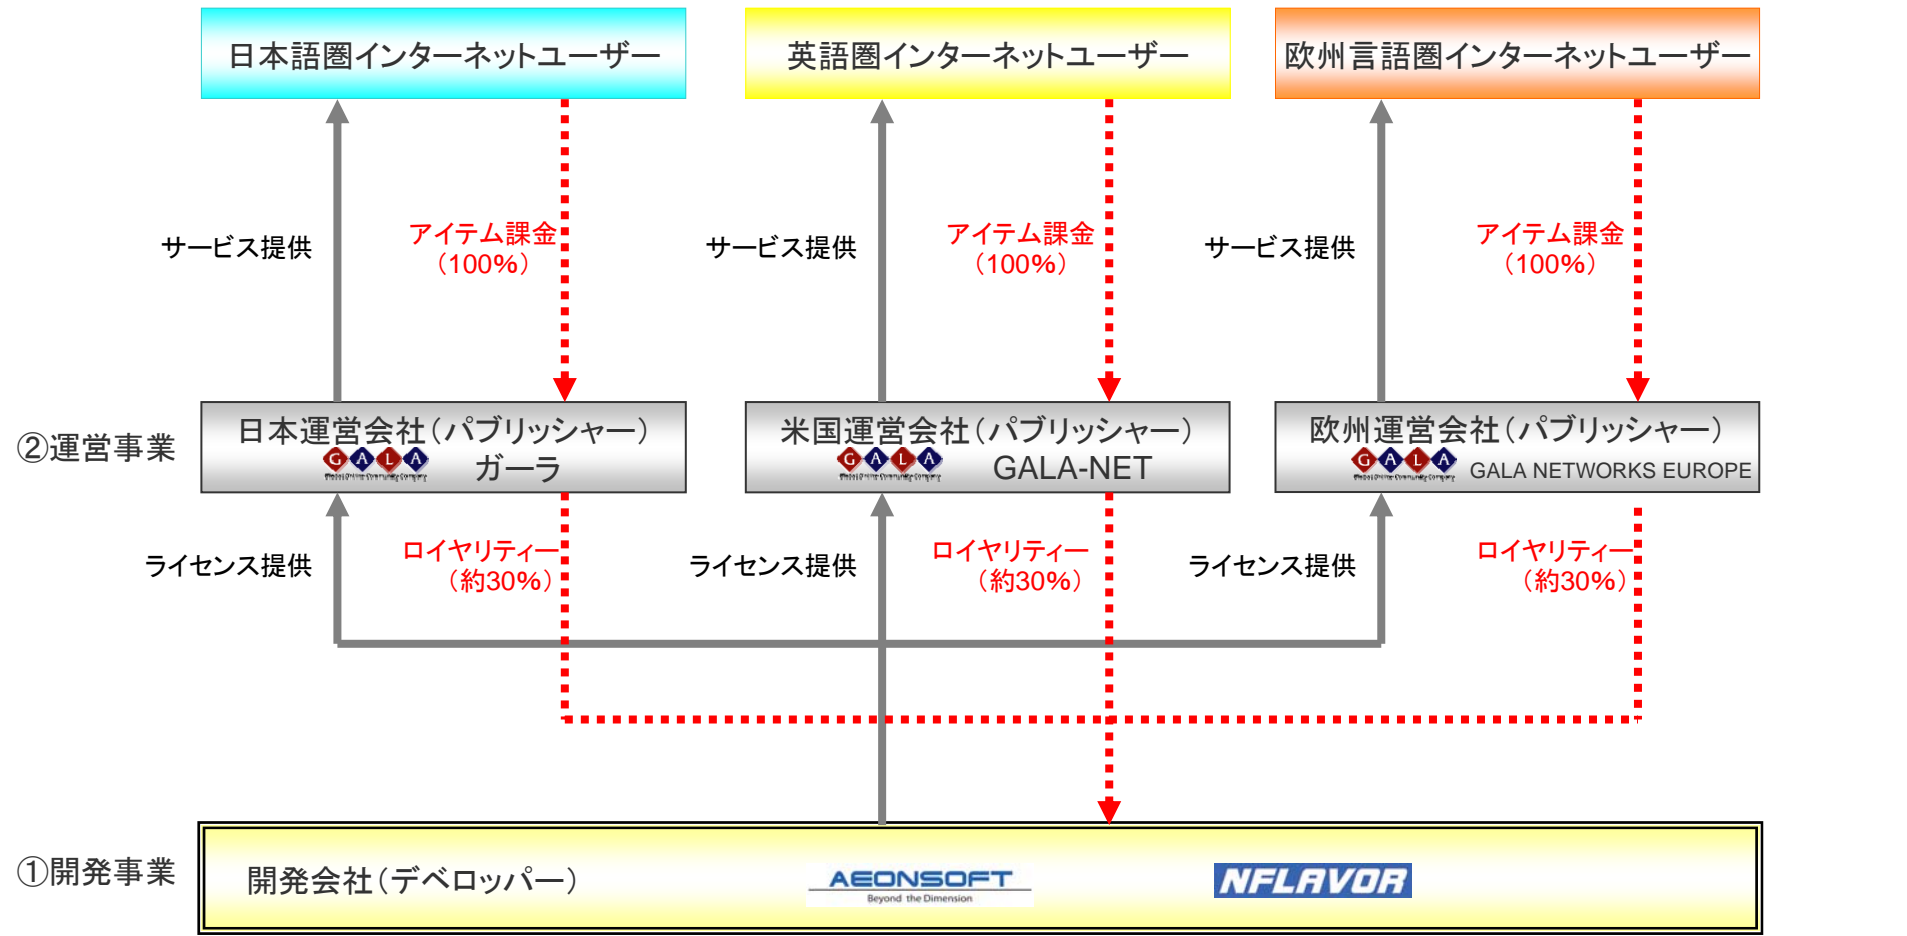 日本語圏インターネットユーザー
英語圏インターネットユーザー
欧州言語圏インターネットユーザー
サービス提供
アイテム課金
（100%）
サービス提供
アイテム課金
（100%）
サービス提供
アイテム課金
（100%）
②運営事業
日本運営会社（パブリッシャー）
GALA
ガーラ
米国運営会社（パブリッシャー）
GALA
GALA-NET
欧州運営会社（パブリッシャー）
GALA
GALA NETWORKS EUROPE
ライセンス提供
ロイヤリティー
（約30%）
ライセンス提供
ロイヤリティー
（約30%）
ライセンス提供
ロイヤリティー
（約30%）
①開発事業
開発会社（デベロッパー）
AEONSOFT
Beyond the Dimension
NFLAVOR